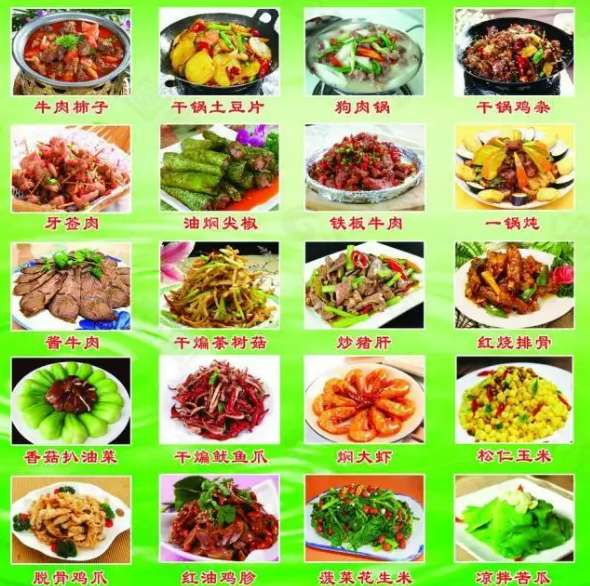 牛肉柿子 干锅土豆片 狗肉锅 干锅鸡杂
牙签肉 油焖尖椒 铁板牛肉 一锅炖
酱牛肉 干煸茶树菇 炒猪肝 红烧排骨
香菇扒油菜 干煸鱿鱼爪 焖大虾 松仁玉米
脱骨鸡爪 红油鸡胗 菠菜花生米 凉拌苦瓜